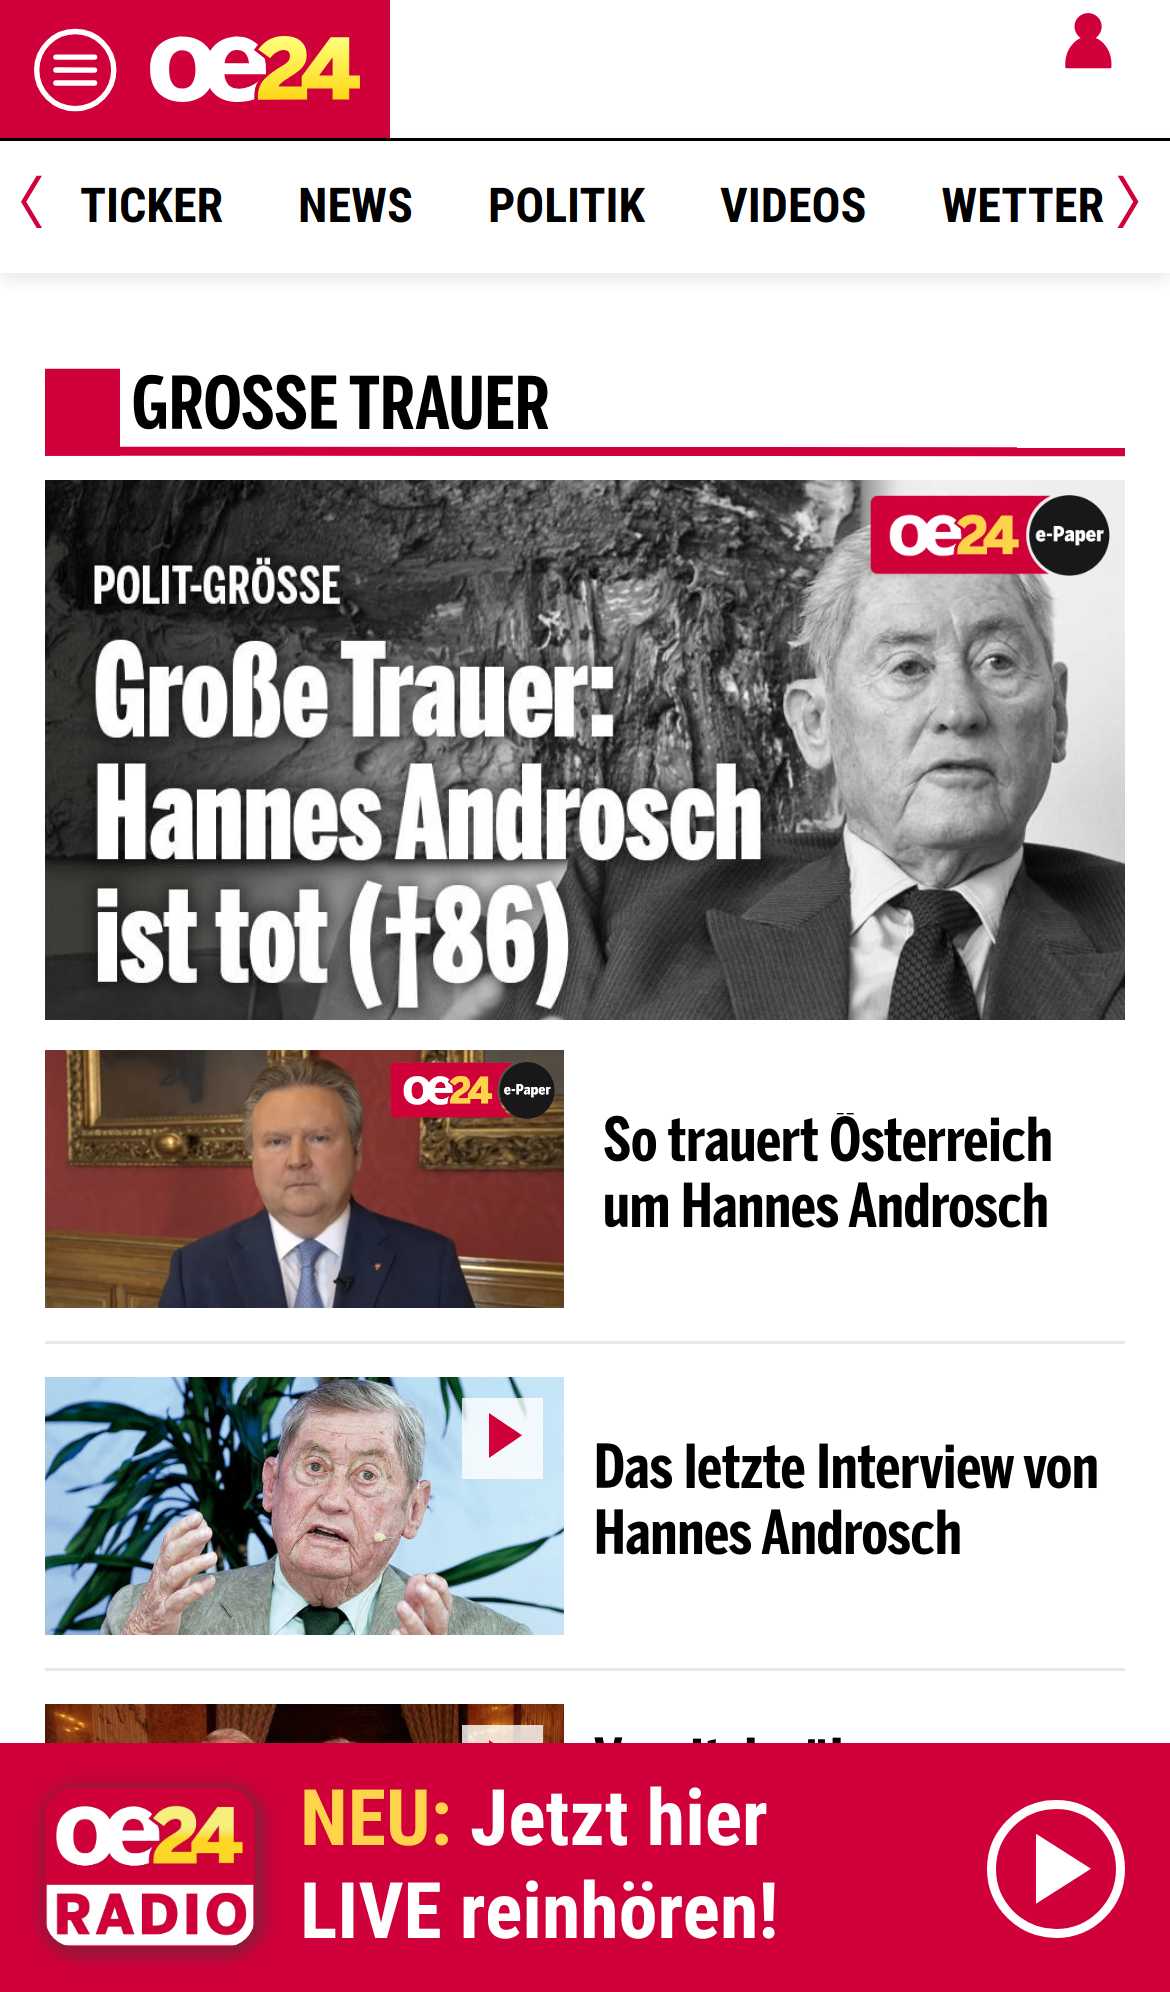 oe24
TICKER NEWS POLITIK VIDEOS WETTER
GROSSE TRAUER
oe24 e-Paper
POLIT-GRÖSSE
Große Trauer:
Hannes Androsch
ist tot (†86)
oe24 e-Paper
So trauert Österreich
um Hannes Androsch
Das letzte Interview von
Hannes Androsch
oe24
RADIO
NEU: Jetzt hier
LIVE reinhören!